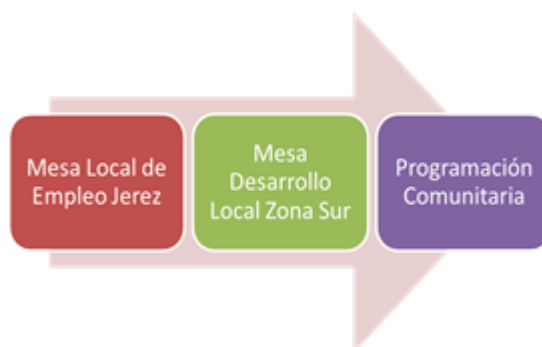 Mesa Local de
Empleo Jerez
Mesa
Desarrollo
Local Zona Sur
Programación
Comunitaria